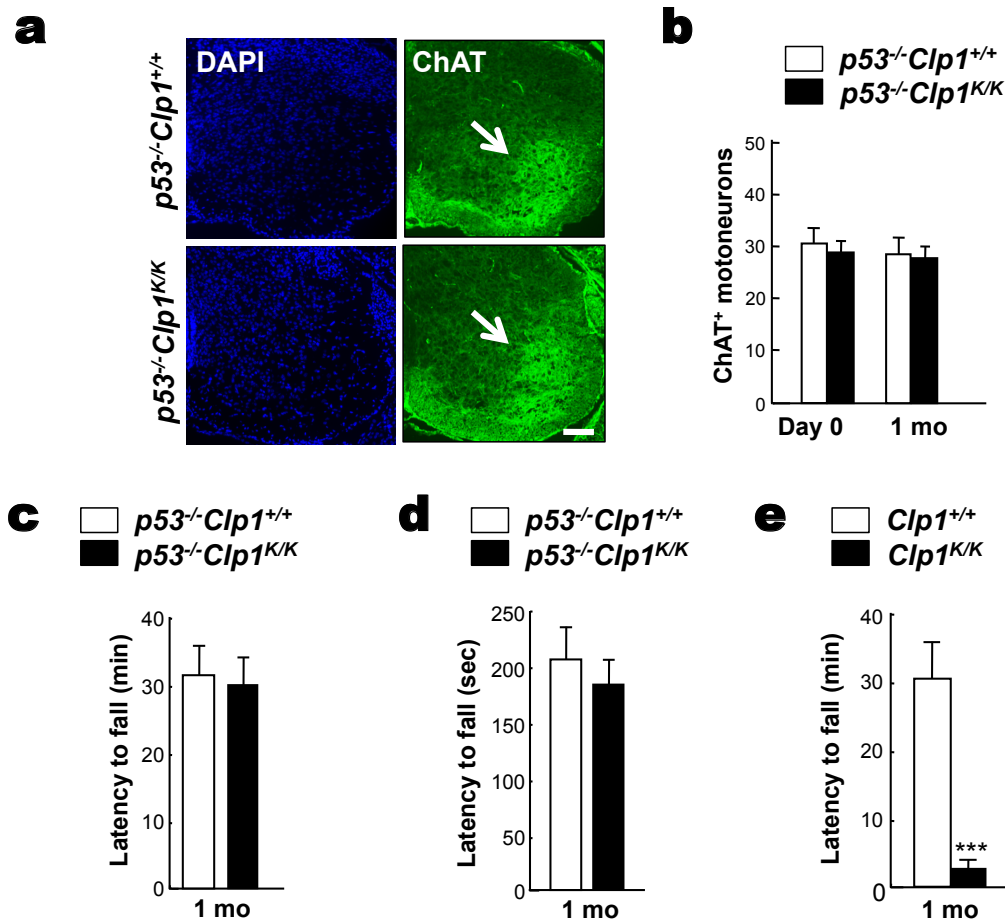 a
DAPI
ChAT
p53-/-Clp1+/+
p53-/-Clp1K/K
b
p53-/-Clp1+/+
p53-/-Clp1K/K
ChAT+ motoneurons
50
40
30
20
10
0
Day 0
1 mo
c
p53-/-Clp1+/+
p53-/-Clp1K/K
Latency to fall (min)
40
30
20
10
0
1 mo
d
p53-/-Clp1+/+
p53-/-Clp1K/K
Latency to fall (sec)
250
200
150
100
50
0
1 mo
e
Clp1+/+
Clp1K/K
Latency to fall (min)
40
30
20
10
0
***
1 mo